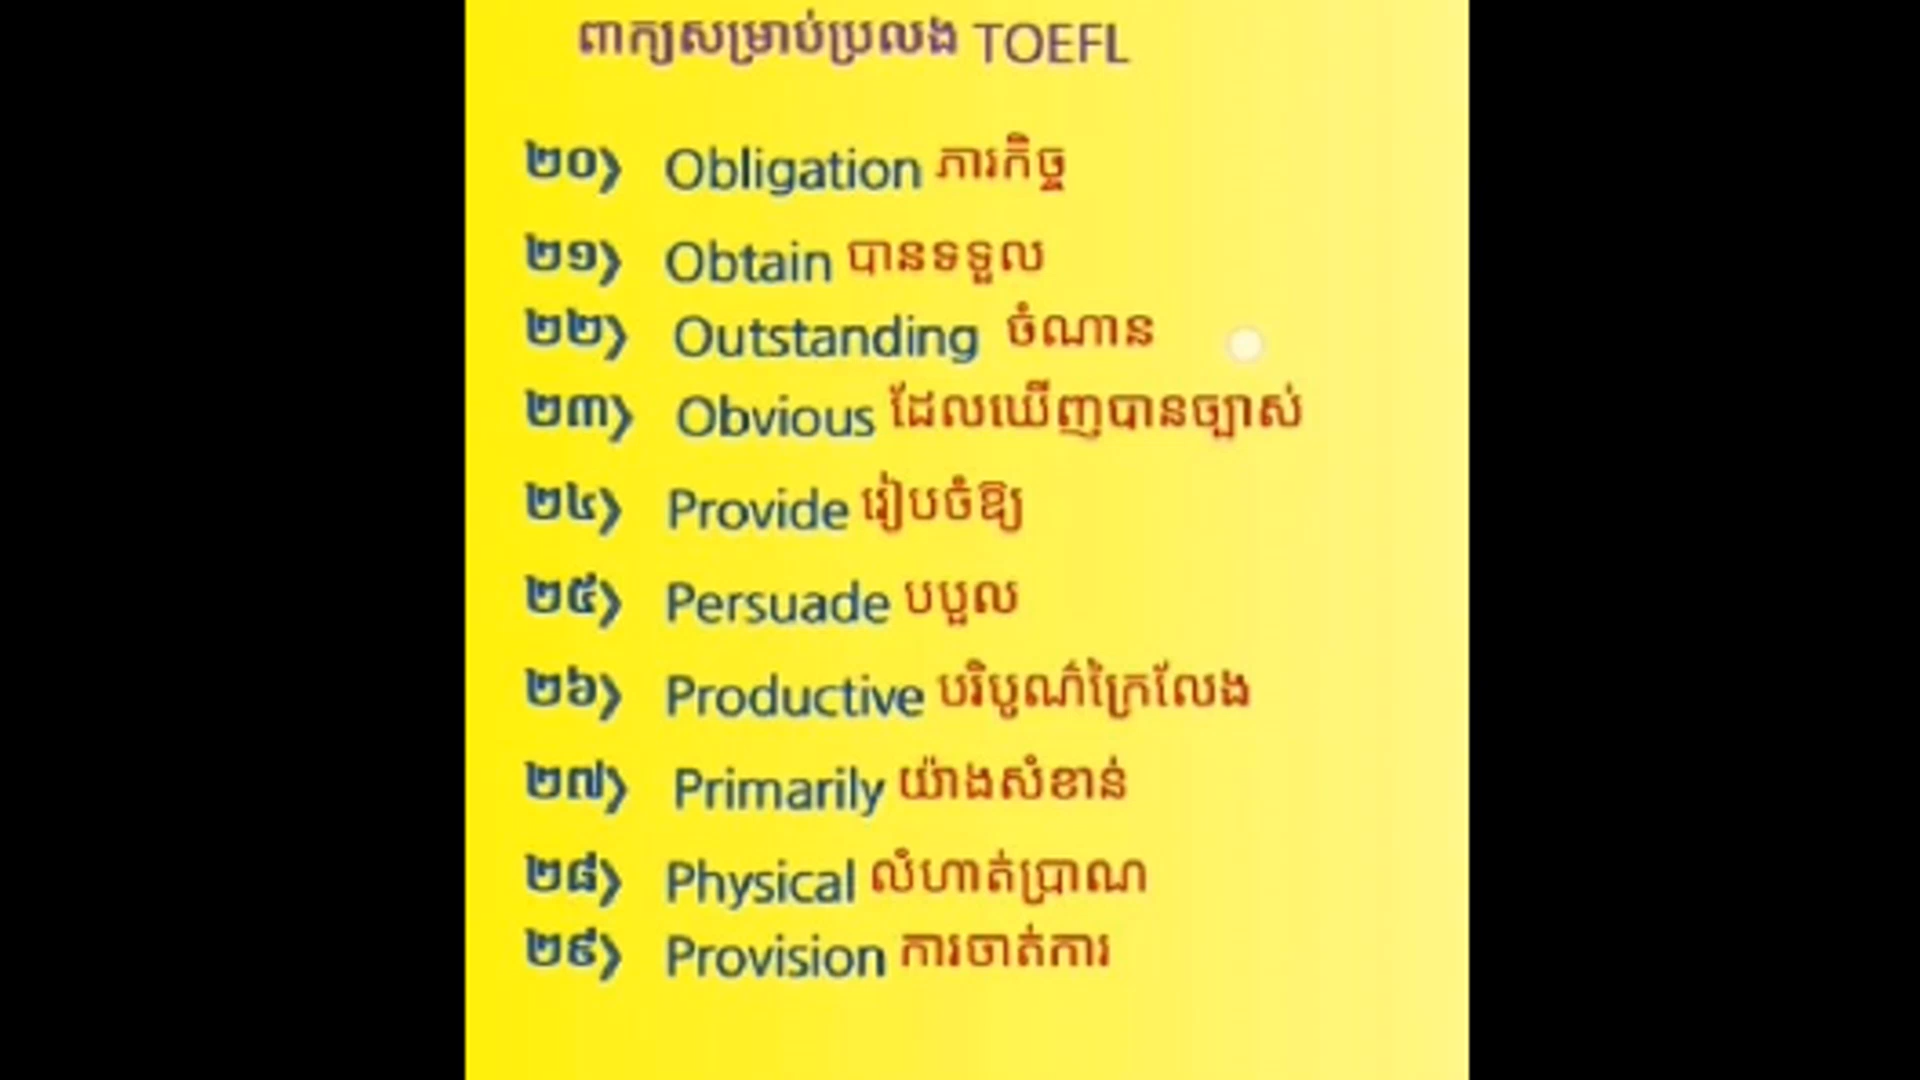 ពាក្យសម្រាប់ប្រលង TOEFL
២០) Obligation ភារកិច្ច
២១) Obtain បានទទួល
២២) Outstanding ចំណាន
២៣) Obvious ដែលឃើញបានច្បាស់
២៤) Provide រៀបចំឱ្យ
២៥) Persuade បបួល
២៦) Productive បរិបូណ៌ក្រៃលែង
២៧) Primarily យ៉ាងសំខាន់
២៨) Physical លំហាត់ប្រាណ
២៩) Provision ការចាត់ការ